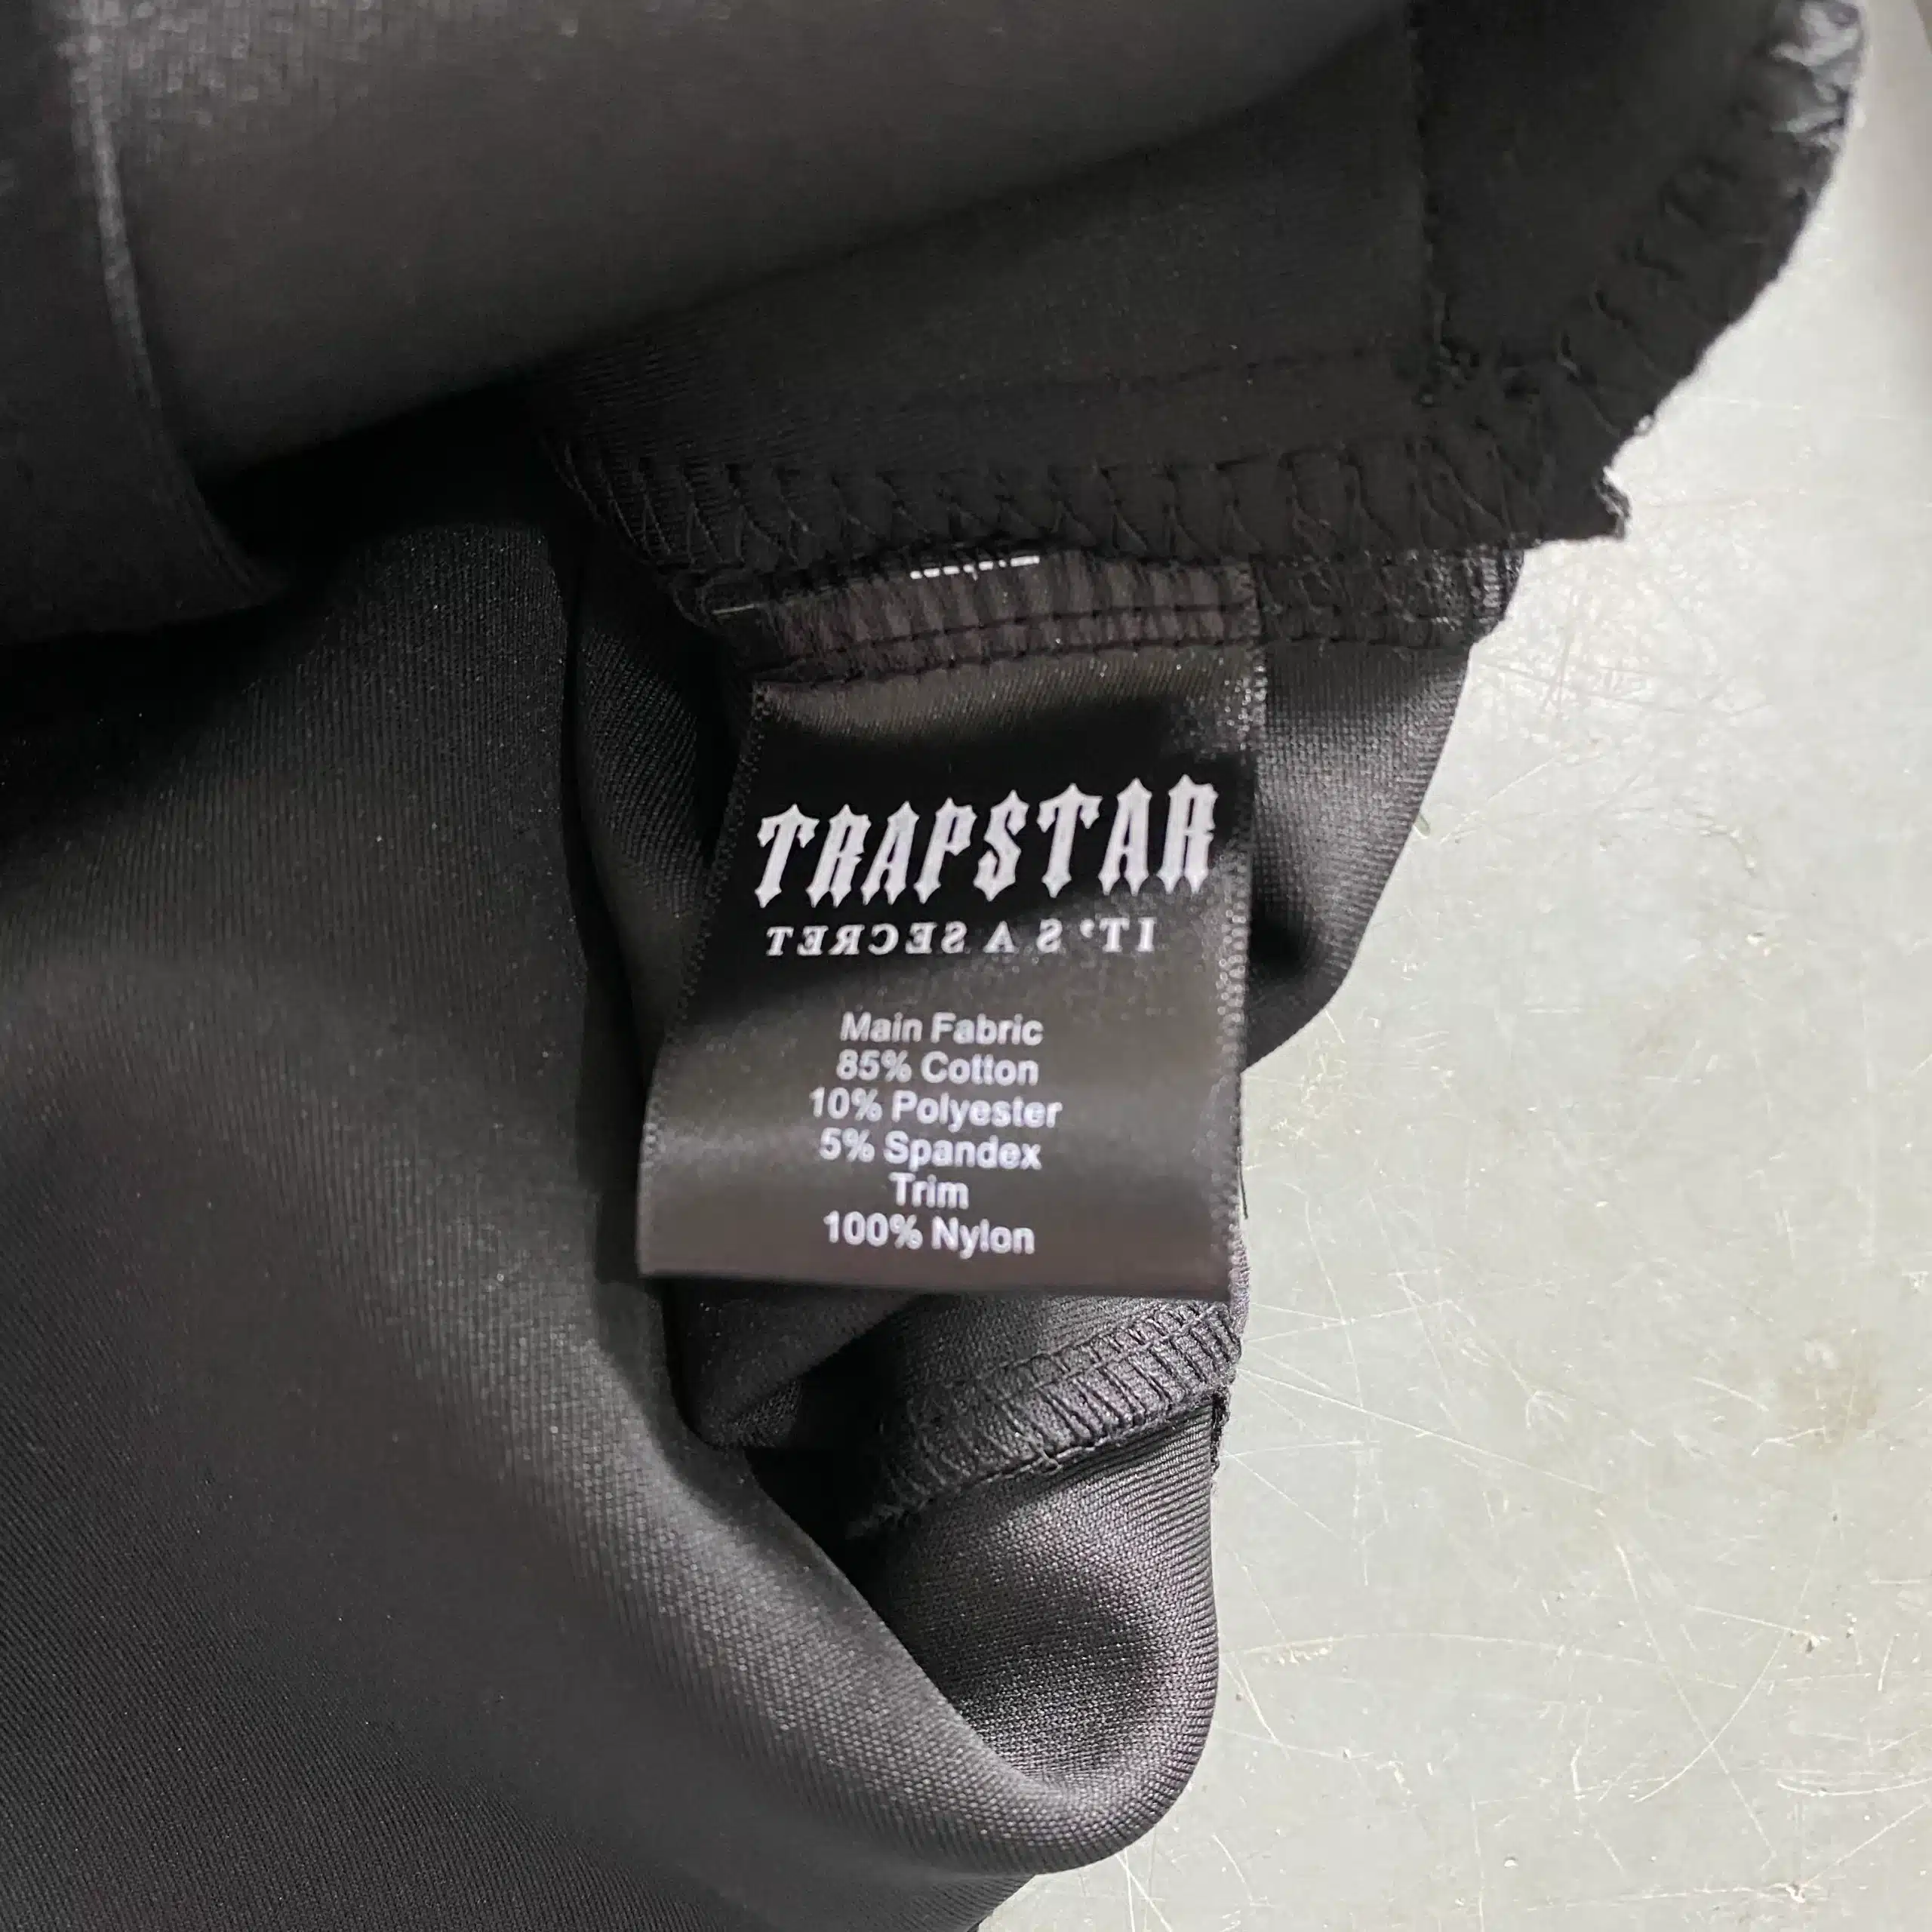 TRAPSTAR
IT'S A SECRET
Main Fabric
85% Cotton
10% Polyester
5% Spandex
Trim
100% Nylon